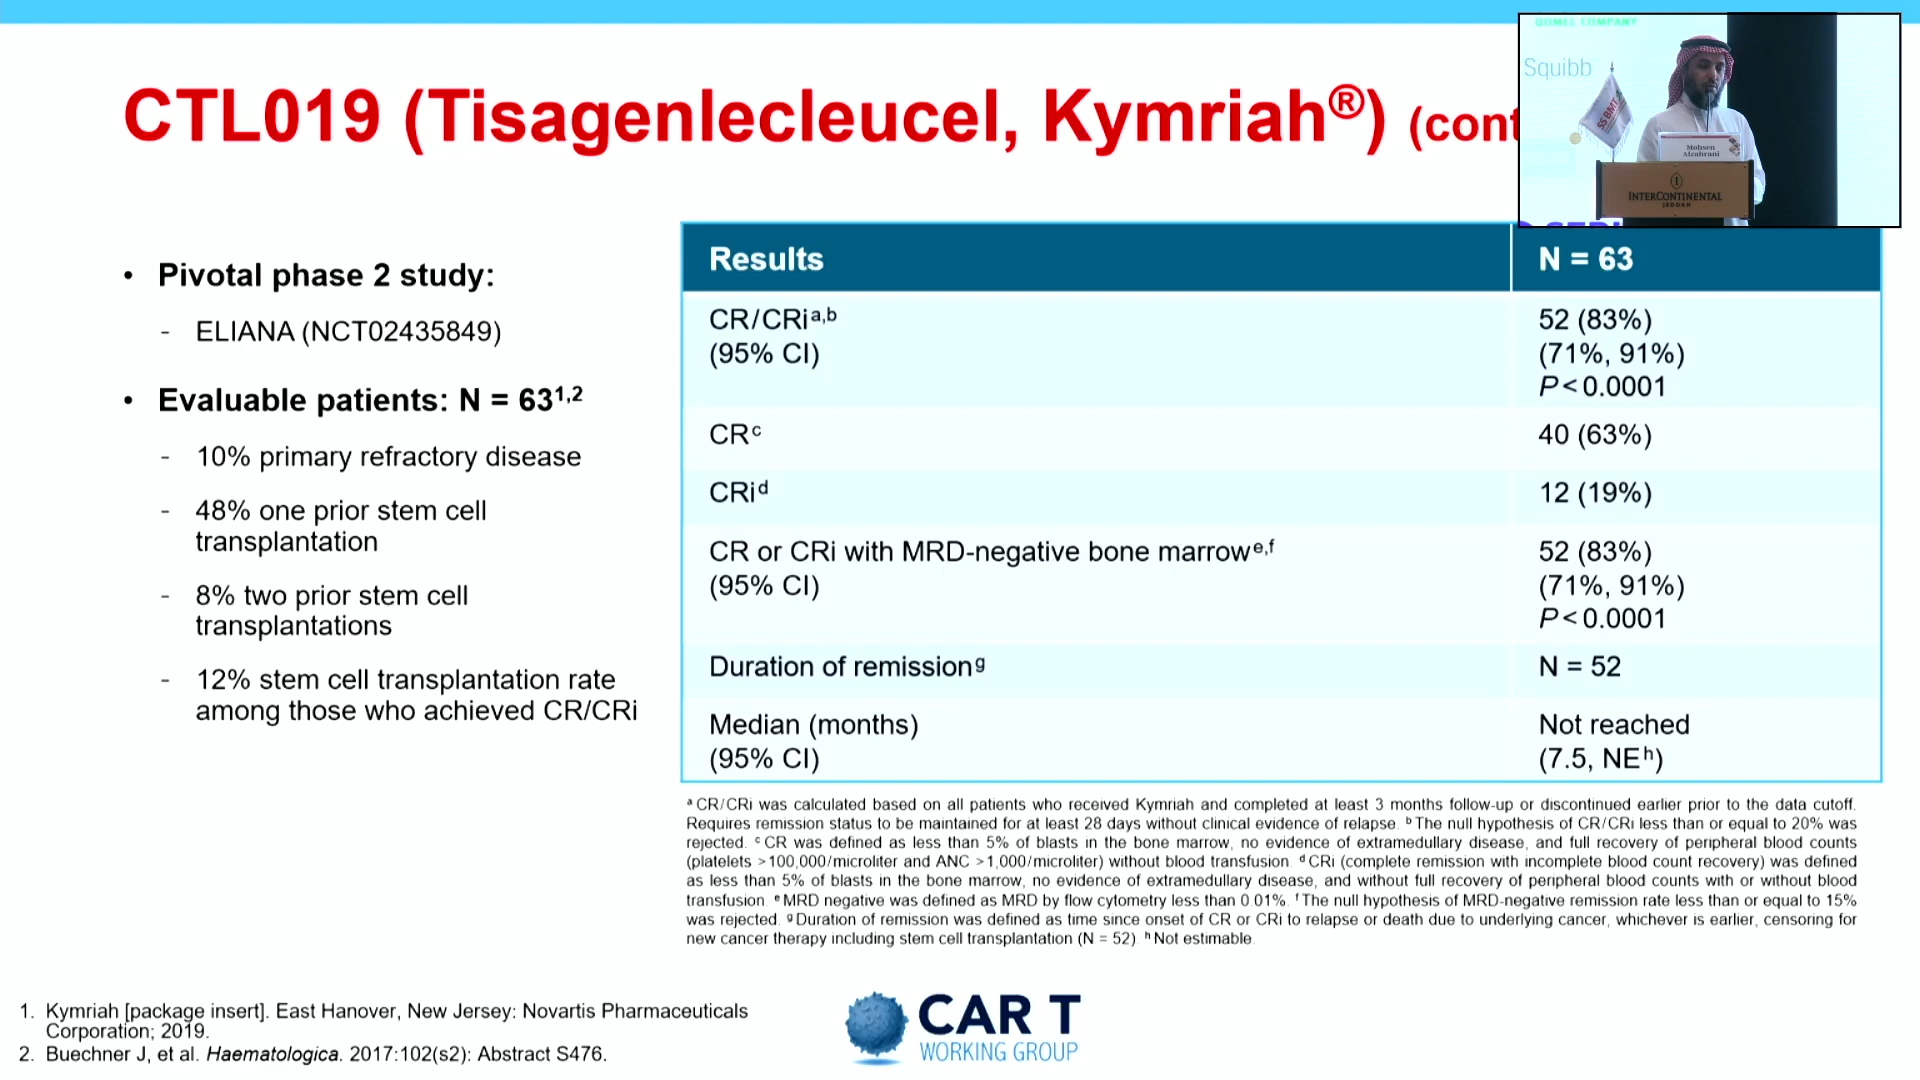 CTL019 (Tisagenlecleucel, Kymriah®) (cont
• Pivotal phase 2 study:
- ELIANA (NCT02435849)
• Evaluable patients: N = 63¹,²
- 10% primary refractory disease
- 48% one prior stem cell
transplantation
- 8% two prior stem cell
transplantations
- 12% stem cell transplantation rate
among those who achieved CR/CRi
Results N = 63
CR/CRi a,b 52 (83%)
(95% CI) (71%, 91%)
P < 0.0001
CR c 40 (63%)
CRi d 12 (19%)
CR or CRi with MRD-negative bone marrow e,f 52 (83%)
(95% CI) (71%, 91%)
P < 0.0001
Duration of remission g N = 52
Median (months) Not reached
(95% CI) (7.5, NE h)
a CR/CRi was calculated based on all patients who received Kymriah and completed at least 3 months follow-up or discontinued earlier prior to the data cutoff.
Requires remission status to be maintained for at least 28 days without clinical evidence of relapse. b The null hypothesis of CR/CRi less than or equal to 20% was
rejected. c CR was defined as less than 5% of blasts in the bone marrow, no evidence of extramedullary disease, and full recovery of peripheral blood counts
(platelets >100,000/microliter and ANC >1,000/microliter) without blood transfusion. d CRi (complete remission with incomplete blood count recovery) was defined
as less than 5% of blasts in the bone marrow, no evidence of extramedullary disease, and without full recovery of peripheral blood counts with or without blood
transfusion. e MRD negative was defined as MRD by flow cytometry less than 0.01%. f The null hypothesis of MRD-negative remission rate less than or equal to 15%
was rejected. g Duration of remission was defined as time since onset of CR or CRi to relapse or death due to underlying cancer, whichever is earlier, censoring for
new cancer therapy including stem cell transplantation (N = 52). h Not estimable.
1. Kymriah [package insert]. East Hanover, New Jersey: Novartis Pharmaceuticals
Corporation; 2019.
2. Buechner J, et al. Haematologica. 2017:102(s2): Abstract S476.
CAR T
WORKING GROUP
COMPANY
Squibb
SS BMT
Mohsen
Alzahrani
INTERCONTINENTAL
JEDDAH